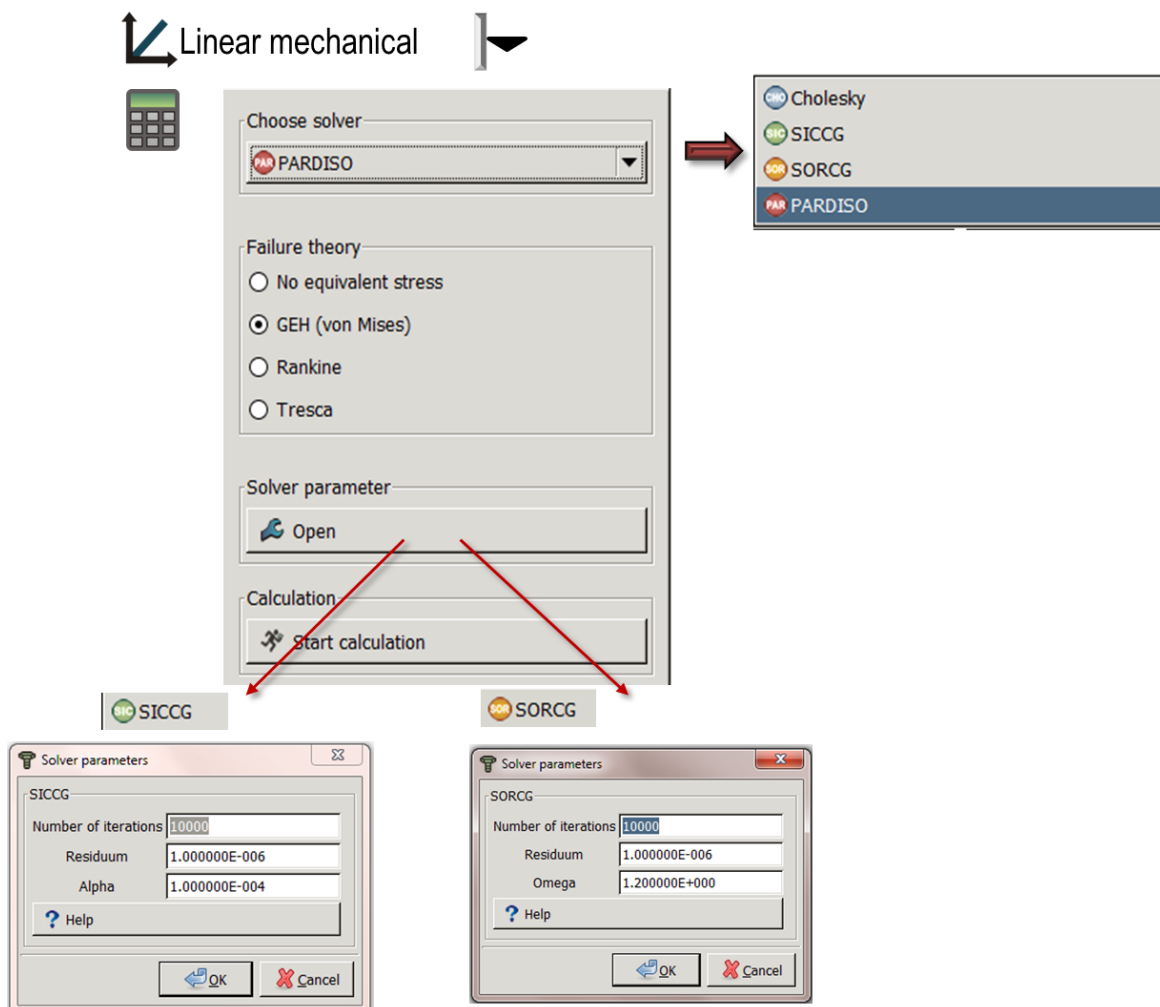 Linear mechanical
Choose solver
PAR PARDISO
CHO Cholesky
SIC SICCG
SOR SORCG
PAR PARDISO
Failure theory
No equivalent stress
GEH (von Mises)
Rankine
Tresca
Solver parameter
Open
Calculation
Start calculation
SIC SICCG
SOR SORCG
Solver parameters
SICCG
Number of iterations 10000
Residuum 1.000000E-006
Alpha 1.000000E-004
? Help
OK Cancel
Solver parameters
SORCG
Number of iterations 10000
Residuum 1.000000E-006
Omega 1.200000E+000
? Help
OK Cancel